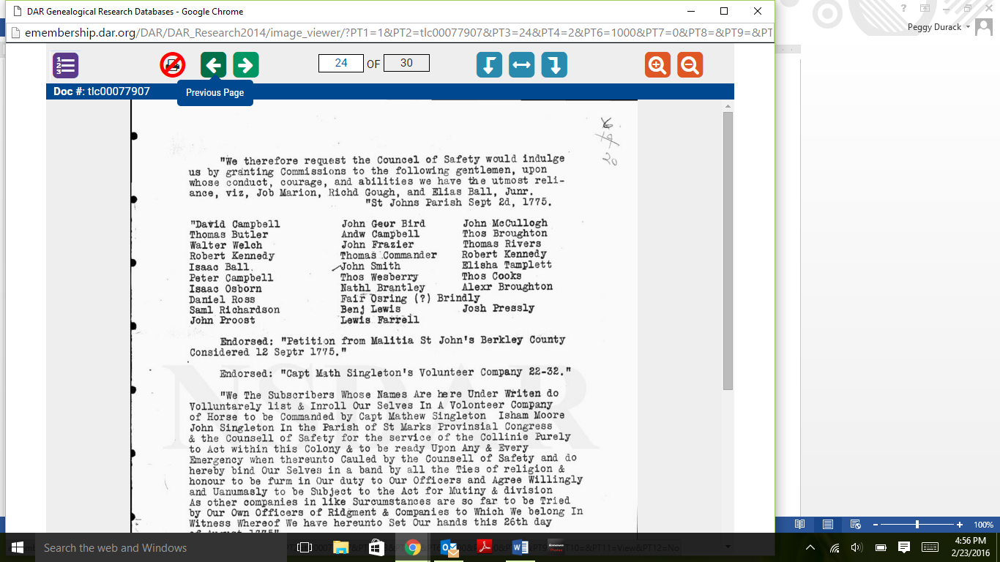 DAR Genealogical Research Databases - Google Chrome
emembership.dar.org/DAR/DAR_Research2014/image_viewer/?PT1=1&PT2=tlc00077907&PT3=24&PT4=2&PT6=1000&PT7=0&PT8=&PT9=&PT
Peggy Durack
24 OF 30
Doc #: tlc00077907
Previous Page
6
19
20
"We therefore request the Councel of Safety would indulge
us by granting Commissions to the following gentlemen, upon
whose conduct, courage, and abilities we have the utmost reli-
ance, viz, Job Marion, Richd Gough, and Elias Ball, Junr.
"St Johns Parish Sept 2d, 1775.
"David Campbell John Geor Bird John McCullogh
Thomas Butler Andw Campbell Thos Broughton
Walter Welch John Frazier Thomas Rivers
Robert Kennedy Thomas Commander Robert Kennedy
Isaac Ball John Smith Elisha Tamplett
Peter Campbell Thos Wesberry Thos Cooks
Isaac Osborn Nathl Brantley Alexr Broughton
Daniel Ross Fair Osring (?) Brindly
Saml Richardson Benj Lewis Josh Pressly
John Proost Lewis Farrell
Endorsed: "Petition from Malitia St John's Berkley County
Considered 12 Septr 1775."
Endorsed: "Capt Math Singleton's Volunteer Company 22-32."
"We The Subscribers Whose Names Are here Under Writen do
Volluntarely list & Inroll Our Selves In A Volonteer Company
of Horse to be Commanded by Capt Mathew Singleton Isham Moore
John Singleton In the Parish of St Marks Provinsial Congress
& the Counsell of Safety for the service of the Collinie Purely
to Act within this Colony & to be ready Upon Any & Every
Emergency when thereunto Cauled by the Counsell of Safety and do
hereby bind Our Selves in a band by all the Ties of religion &
honour to be furm in Our duty to Our Officers and Agree Willingly
and Uanumasly to be Subject to the Act for Mutiny & division
As other companies in like Surcumstances are so far to be Tried
by Our Own Officers of Ridgment & Companies to Which We belong In
Witness Whereof We have hereunto Set Our hands this 26th day
of August 1775"
NSDAR
100%
Search the web and Windows
4:56 PM
2/23/2016